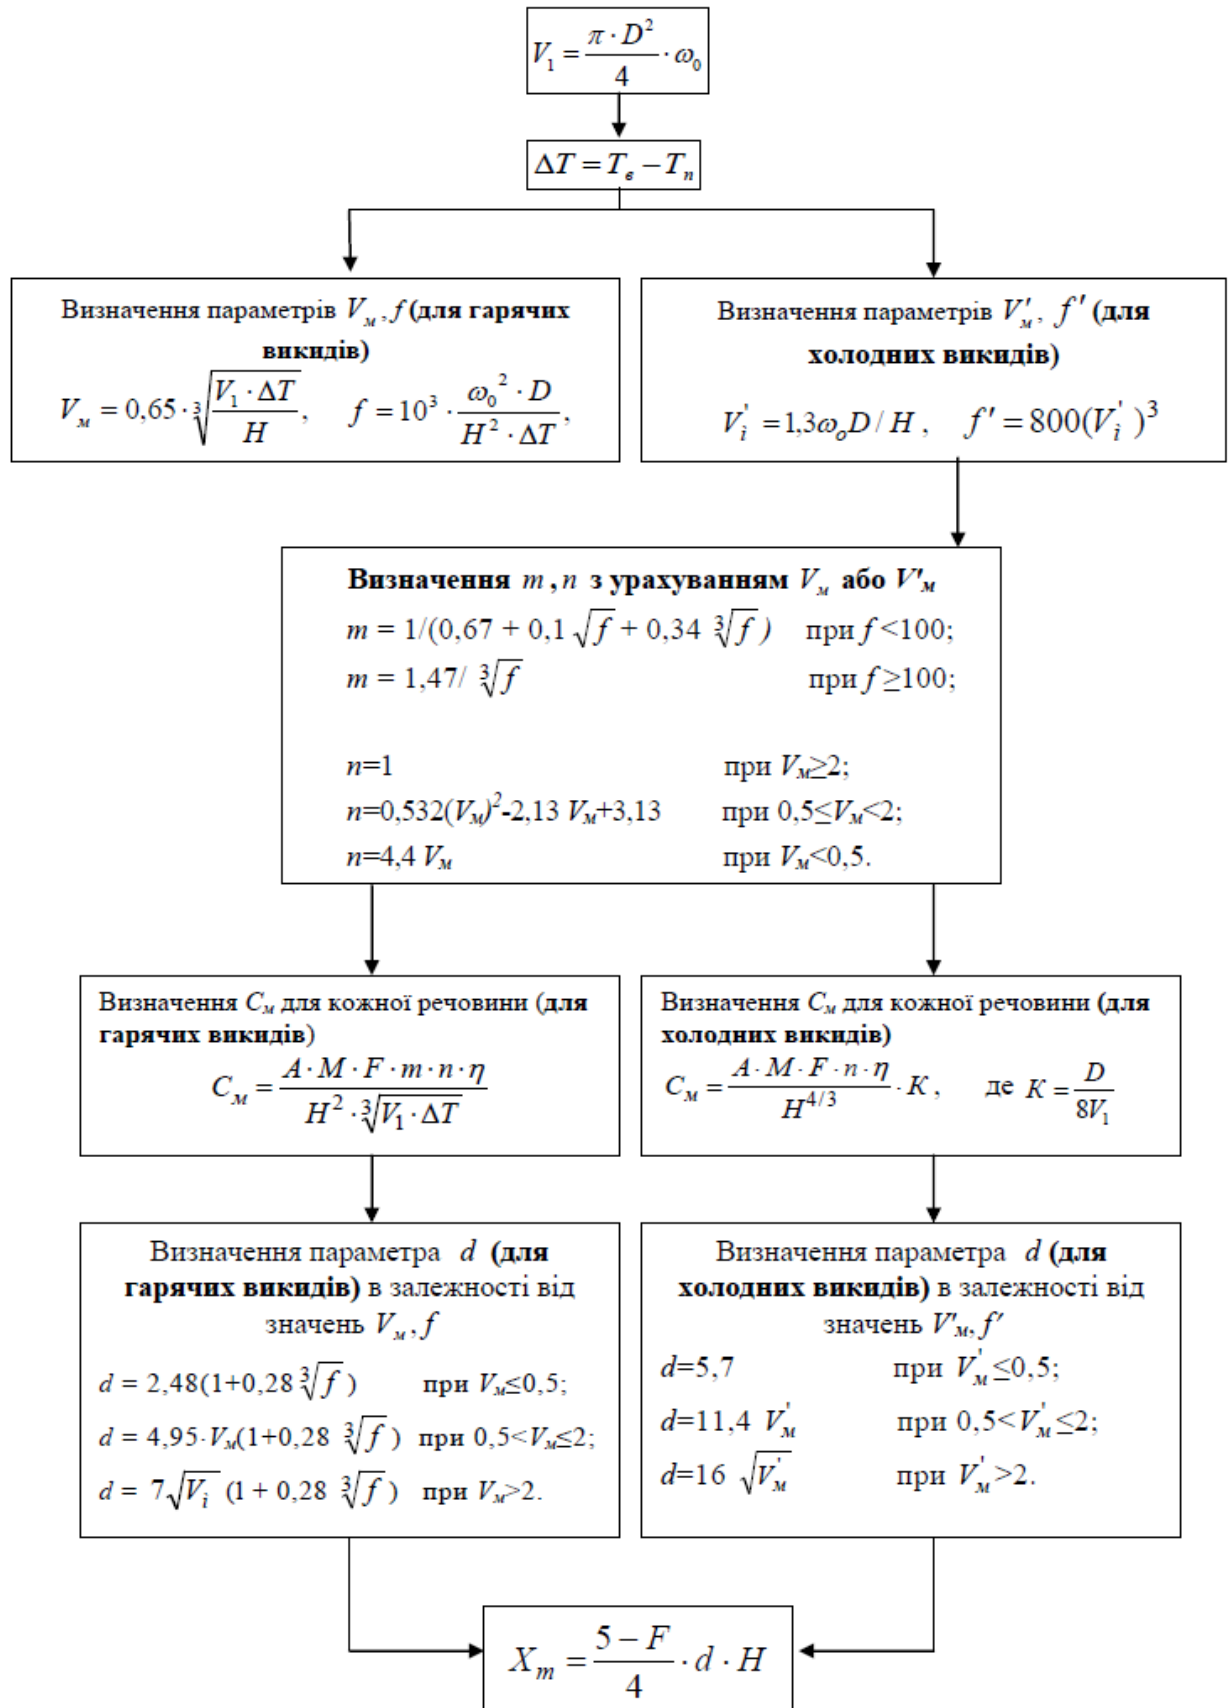 V₁ = (π · D²)/4 · ω₀
ΔT = Tв − Tп
Визначення параметрів Vм, f (для гарячих
викидів)
Vм = 0,65 · ∛((V₁ · ΔT)/H),    f = 10³ · (ω₀² · D)/(H² · ΔT),
Визначення параметрів V′м, f′ (для
холодних викидів)
V'i = 1,3ωoD / H ,    f′ = 800(V'i)³
Визначення m , n з урахуванням Vм або V'м
m = 1/(0,67 + 0,1 √f + 0,34 ∛f )    при f <100;
m = 1,47/ ∛f    при f ≥100;
n=1    при Vм≥2;
n=0,532(Vм)²-2,13 Vм+3,13    при 0,5≤Vм<2;
n=4,4 Vм    при Vм<0,5.
Визначення Cм для кожної речовини (для
гарячих викидів)
Cм = (A · M · F · m · n · η)/(H² · ∛(V₁ · ΔT))
Визначення Cм для кожної речовини (для
холодних викидів)
Cм = (A · M · F · n · η)/H^(4/3) · K ,    де K = D/(8V₁)
Визначення параметра d (для
гарячих викидів) в залежності від
значень Vм , f
d = 2,48(1+0,28 ∛f )    при Vм≤0,5;
d = 4,95·Vм(1+0,28 ∛f )  при 0,5<Vм≤2;
d = 7√Vi (1 + 0,28 ∛f )  при Vм>2.
Визначення параметра d (для
холодних викидів) в залежності від
значень V'м, f′
d=5,7    при V'м ≤0,5;
d=11,4 V'м    при 0,5<V'м ≤2;
d=16 √V'м    при V'м >2.
Xm = (5 − F)/4 · d · H